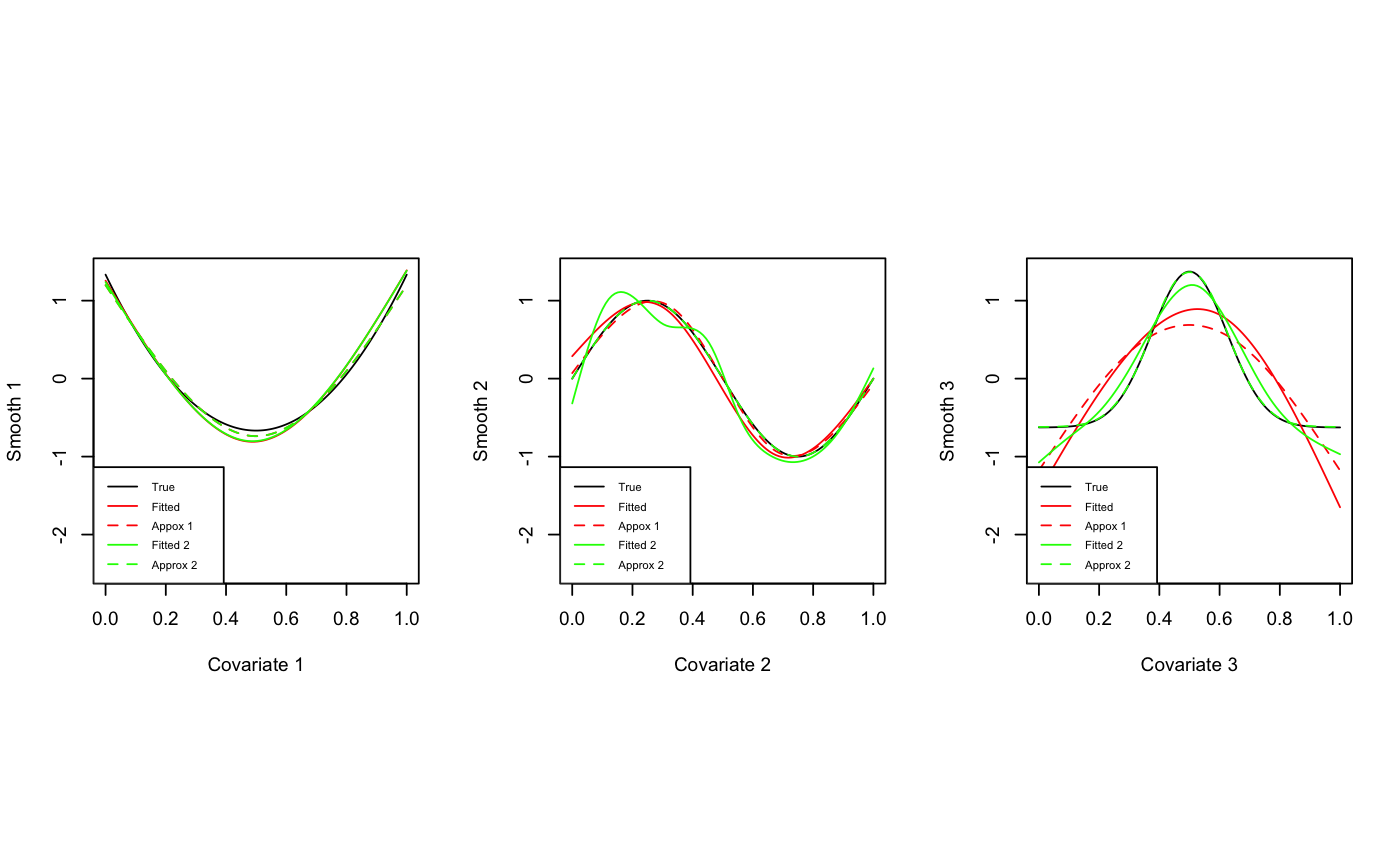 Smooth 1
1
0
-1
-2
True
Fitted
Appox 1
Fitted 2
Approx 2
0.0 0.2 0.4 0.6 0.8 1.0
Covariate 1
Smooth 2
1
0
-1
-2
True
Fitted
Appox 1
Fitted 2
Approx 2
0.0 0.2 0.4 0.6 0.8 1.0
Covariate 2
Smooth 3
1
0
-1
-2
True
Fitted
Appox 1
Fitted 2
Approx 2
0.0 0.2 0.4 0.6 0.8 1.0
Covariate 3